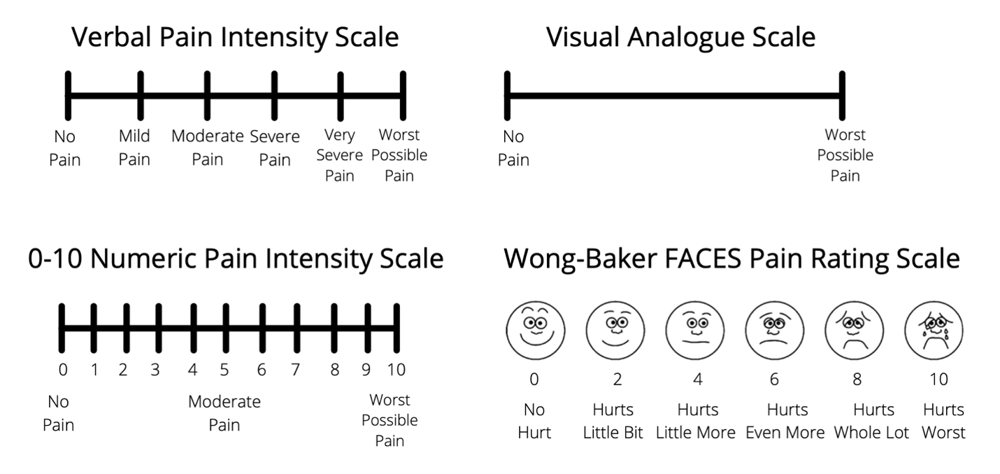 Verbal Pain Intensity Scale
No
Pain
Mild
Pain
Moderate
Pain
Severe
Pain
Very
Severe
Pain
Worst
Possible
Pain
Visual Analogue Scale
No
Pain
Worst
Possible
Pain
0-10 Numeric Pain Intensity Scale
0 1 2 3 4 5 6 7 8 9 10
No
Pain
Moderate
Pain
Worst
Possible
Pain
Wong-Baker FACES Pain Rating Scale
0 2 4 6 8 10
No
Hurt
Hurts
Little Bit
Hurts
Little More
Hurts
Even More
Hurts
Whole Lot
Hurts
Worst